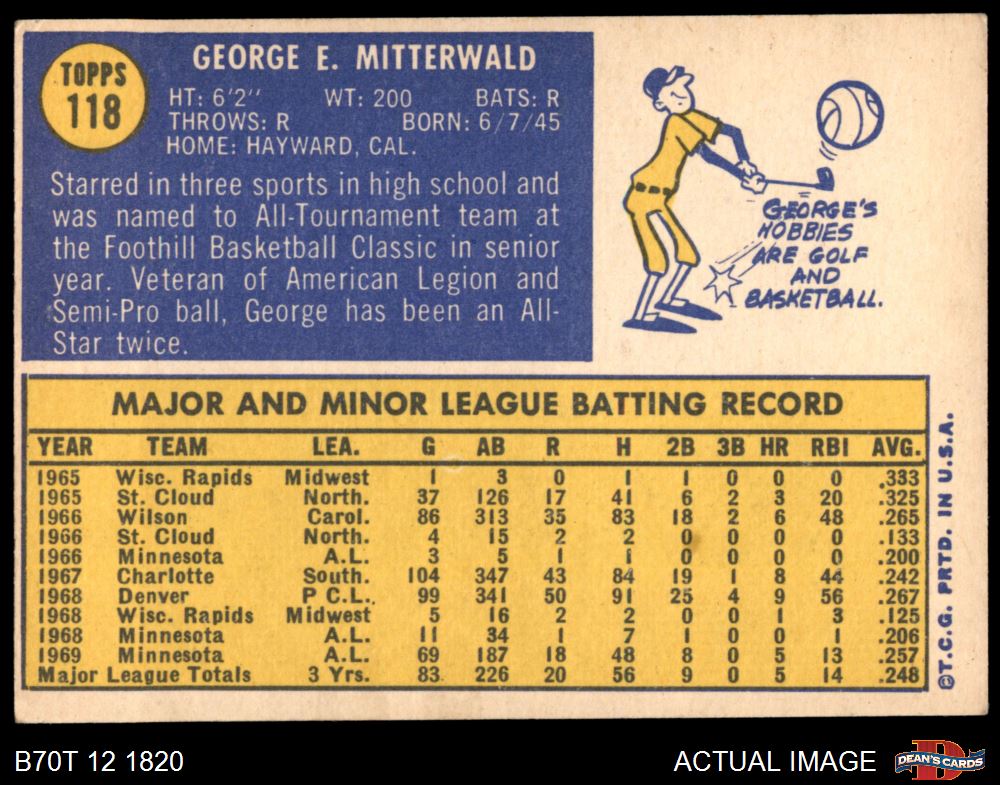 TOPPS
118
GEORGE E. MITTERWALD
HT: 6'2" WT: 200 BATS: R
THROWS: R BORN: 6/7/45
HOME: HAYWARD, CAL.
Starred in three sports in high school and
was named to All-Tournament team at
the Foothill Basketball Classic in senior
year. Veteran of American Legion and
Semi-Pro ball, George has been an All-
Star twice.
GEORGE'S
HOBBIES
ARE GOLF
AND
BASKETBALL.
MAJOR AND MINOR LEAGUE BATTING RECORD
YEAR TEAM LEA. G AB R H 2B 3B HR RBI AVG.
1965 Wisc. Rapids Midwest 1 3 0 1 1 0 0 0 .333
1965 St. Cloud North. 37 126 17 41 6 2 3 20 .325
1966 Wilson Carol. 86 313 35 83 18 2 6 48 .265
1966 St. Cloud North. 4 15 2 2 0 0 0 0 .133
1966 Minnesota A.L. 3 5 1 1 0 0 0 0 .200
1967 Charlotte South. 104 347 43 84 19 1 8 44 .242
1968 Denver P C.L. 99 341 50 91 25 4 9 56 .267
1968 Wisc. Rapids Midwest 5 16 2 2 0 0 1 3 .125
1968 Minnesota A.L. 11 34 1 7 1 0 0 1 .206
1969 Minnesota A.L. 69 187 18 48 8 0 5 13 .257
Major League Totals 3 Yrs. 83 226 20 56 9 0 5 14 .248
©T.C.G. PRTD. IN U.S.A.
B70T 12 1820
ACTUAL IMAGE
D
DEAN'S CARDS